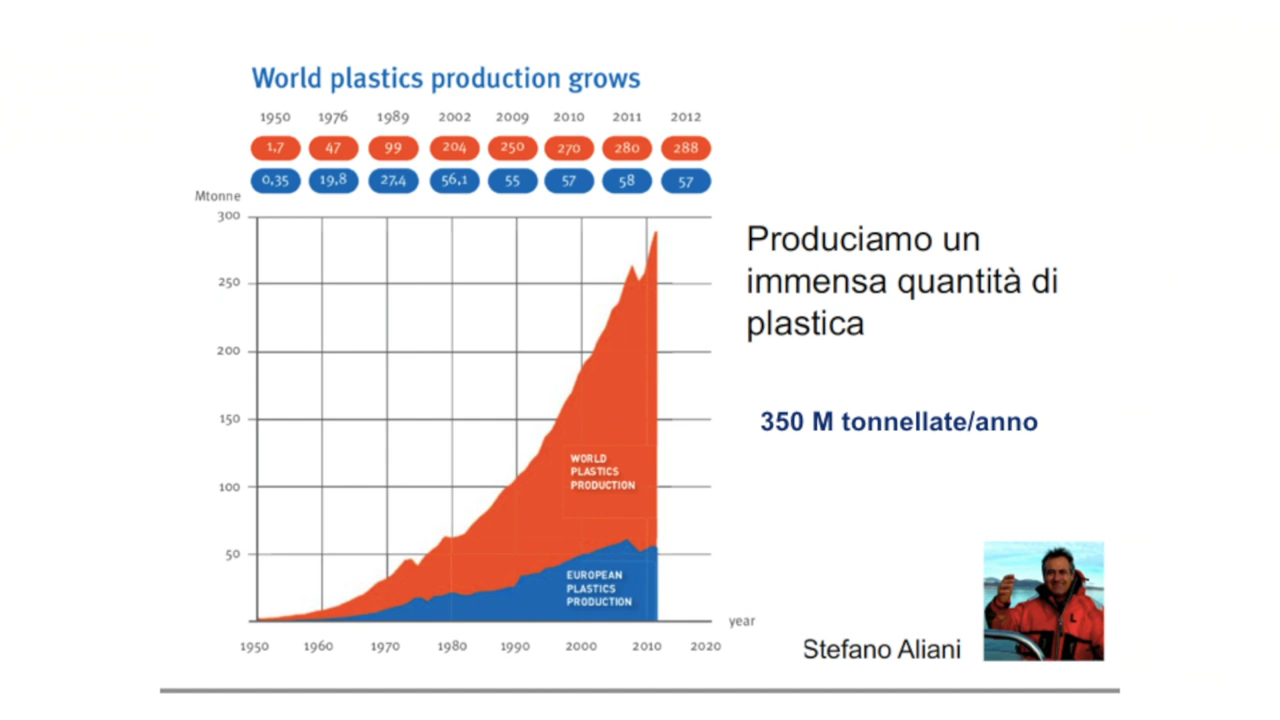 World plastics production grows
1950 1976 1989 2002 2009 2010 2011 2012
1,7 47 99 204 250 270 280 288
0,35 19,8 27,4 56,1 55 57 58 57
Mtonne
300
250
200
150
100
50
WORLD
PLASTICS
PRODUCTION
EUROPEAN
PLASTICS
PRODUCTION
year
1950 1960 1970 1980 1990 2000 2010 2020
Produciamo un
immensa quantità di
plastica
350 M tonnellate/anno
Stefano Aliani